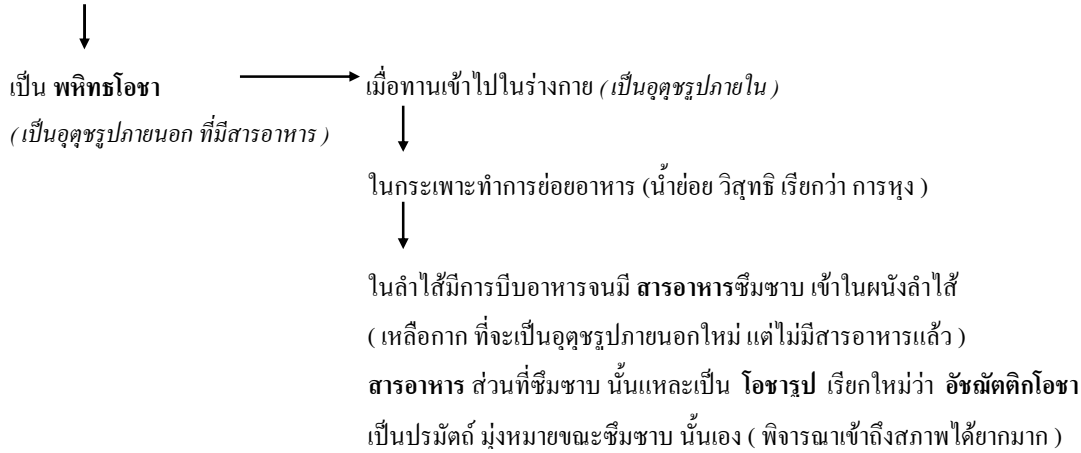 เป็น พหิทธโอชา
( เป็นอุตุชรูปภายนอก ที่มีสารอาหาร )
เมื่อทานเข้าไปในร่างกาย ( เป็นอุตุชรูปภายใน )
ในกระเพาะทำการย่อยอาหาร (น้ำย่อย วิสุทธิ เรียกว่า การหุง )
ในลำไส้มีการบีบอาหารจนมี สารอาหารซึมซาบ เข้าในผนังลำไส้
( เหลือกาก ที่จะเป็นอุตุชรูปภายนอกใหม่ แต่ไม่มีสารอาหารแล้ว )
สารอาหาร ส่วนที่ซึมซาบ นั้นแหละเป็น โอชารูป เรียกใหม่ว่า อัชฌัตติกโอชา
เป็นปรมัตถ์ มุ่งหมายขณะซึมซาบ นั้นเอง ( พิจารณาเข้าถึงสภาพได้ยากมาก )